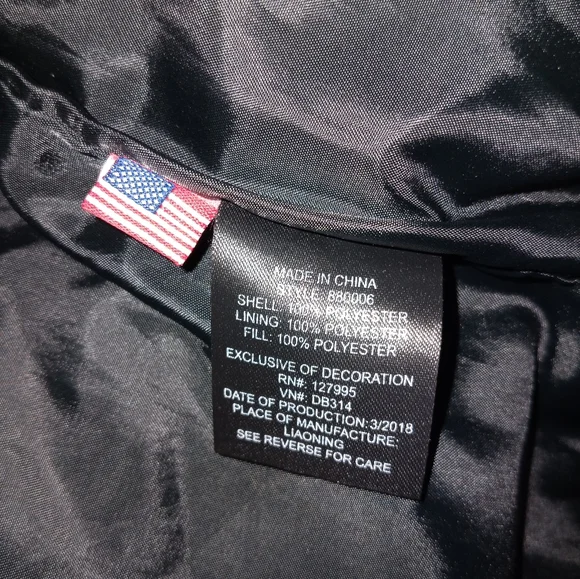 MADE IN CHINA
STYLE: 880006
SHELL: 100% POLYESTER
LINING: 100% POLYESTER
FILL: 100% POLYESTER
EXCLUSIVE OF DECORATION
RN#: 127995
VN#: DB314
DATE OF PRODUCTION:3/2018
PLACE OF MANUFACTURE:
LIAONING
SEE REVERSE FOR CARE